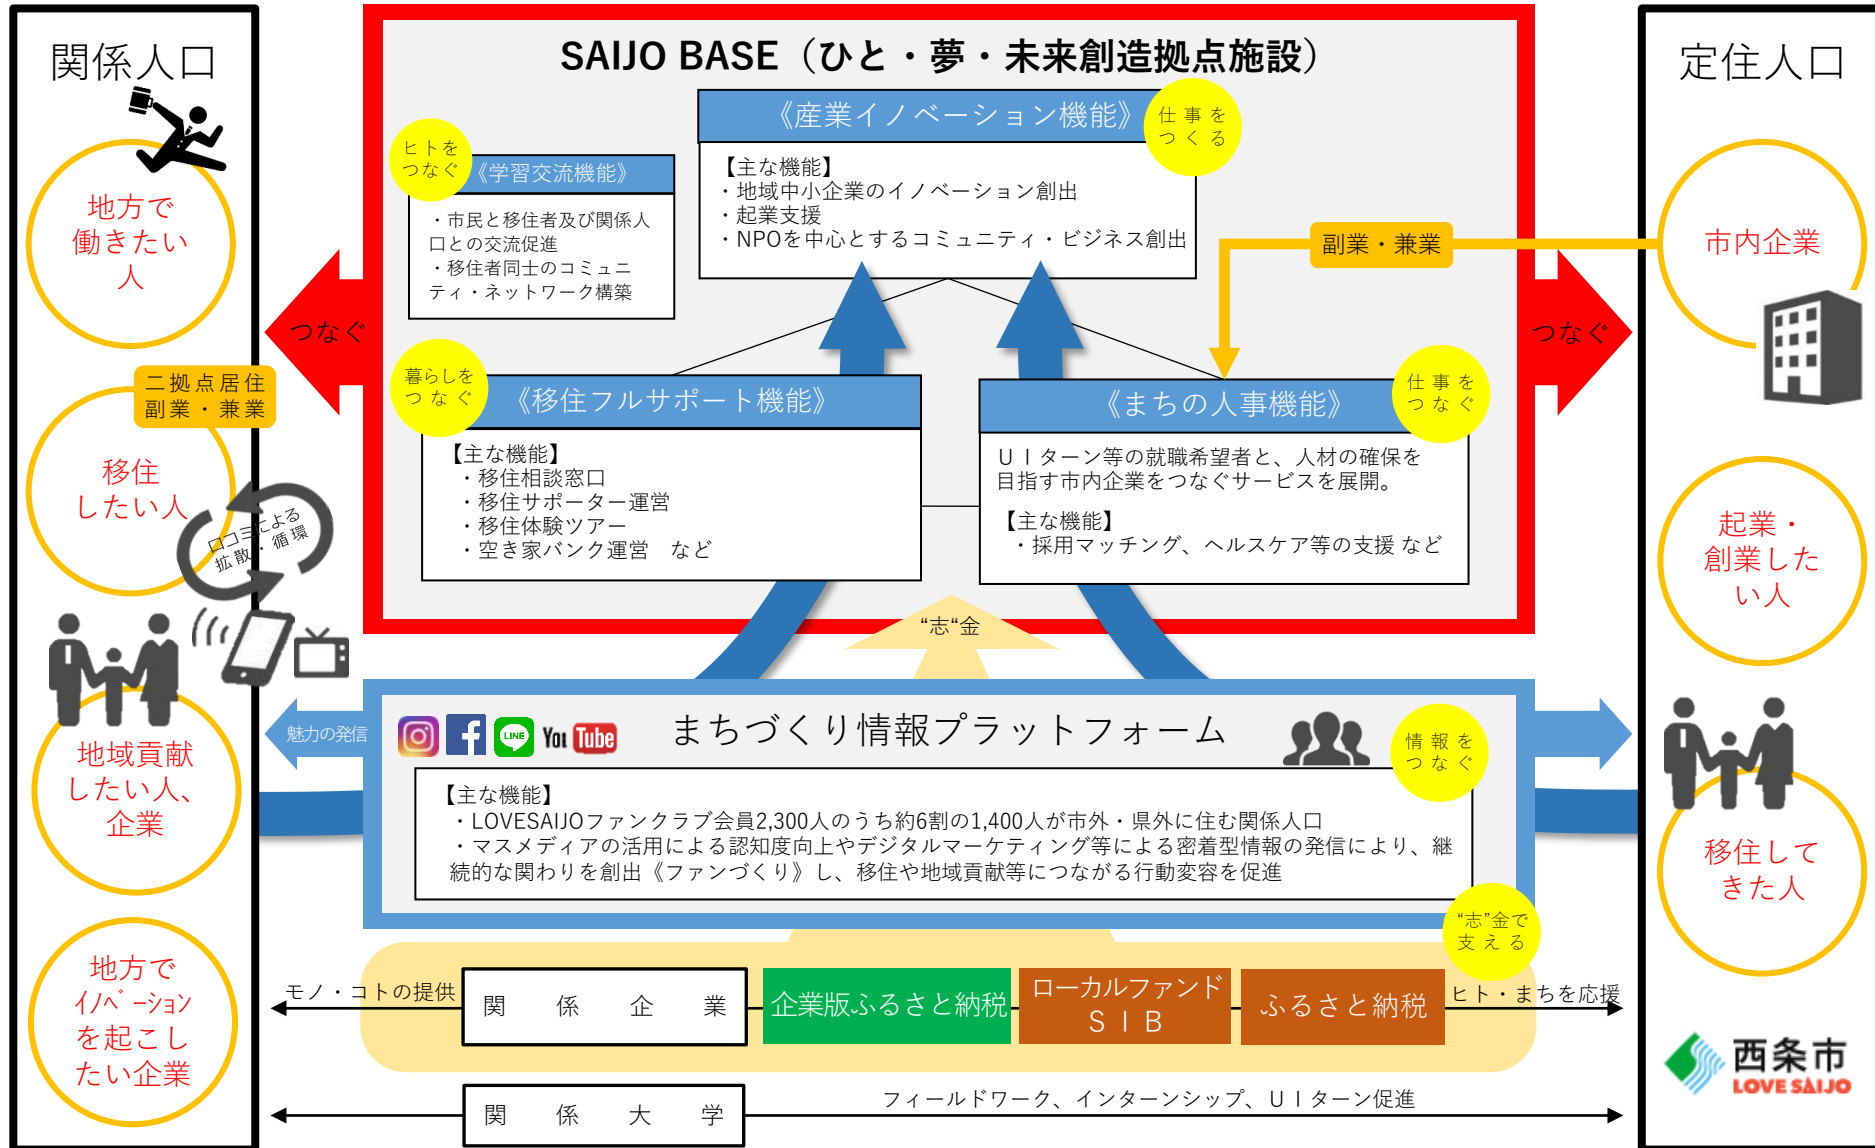 関係人口
地方で
働きたい
人
二拠点居住
副業・兼業
移住
したい人
口コミによる
拡散・循環
地域貢献
したい人、
企業
地方で
ｲﾉﾍﾞｰｼｮﾝ
を起こし
たい企業
つなぐ
SAIJO BASE（ひと・夢・未来創造拠点施設）
ヒトを
つなぐ
《学習交流機能》
・市民と移住者及び関係人
口との交流促進
・移住者同士のコミュニ
ティ・ネットワーク構築
《産業イノベーション機能》
仕事を
つくる
【主な機能】
・地域中小企業のイノベーション創出
・起業支援
・NPOを中心とするコミュニティ・ビジネス創出
副業・兼業
暮らしを
つなぐ
《移住フルサポート機能》
【主な機能】
・移住相談窓口
・移住サポーター運営
・移住体験ツアー
・空き家バンク運営　など
《まちの人事機能》
仕事を
つなぐ
ＵＩターン等の就職希望者と、人材の確保を
目指す市内企業をつなぐサービスを展開。
【主な機能】
・採用マッチング、ヘルスケア等の支援 など
つなぐ
“志“金
魅力の発信
LINE
You Tube
まちづくり情報プラットフォーム
情報を
つなぐ
【主な機能】
・LOVESAIJOファンクラブ会員2,300人のうち約6割の1,400人が市外・県外に住む関係人口
・マスメディアの活用による認知度向上やデジタルマーケティング等による密着型情報の発信により、継
続的な関わりを創出《ファンづくり》し、移住や地域貢献等につながる行動変容を促進
“志”金で
支える
モノ・コトの提供
関係企業
企業版ふるさと納税
ローカルファンド
ＳＩＢ
ふるさと納税
ヒト・まちを応援
関係大学
フィールドワーク、インターンシップ、ＵＩターン促進
定住人口
市内企業
起業・
創業した
い人
移住して
きた人
西条市
LOVE SAIJO